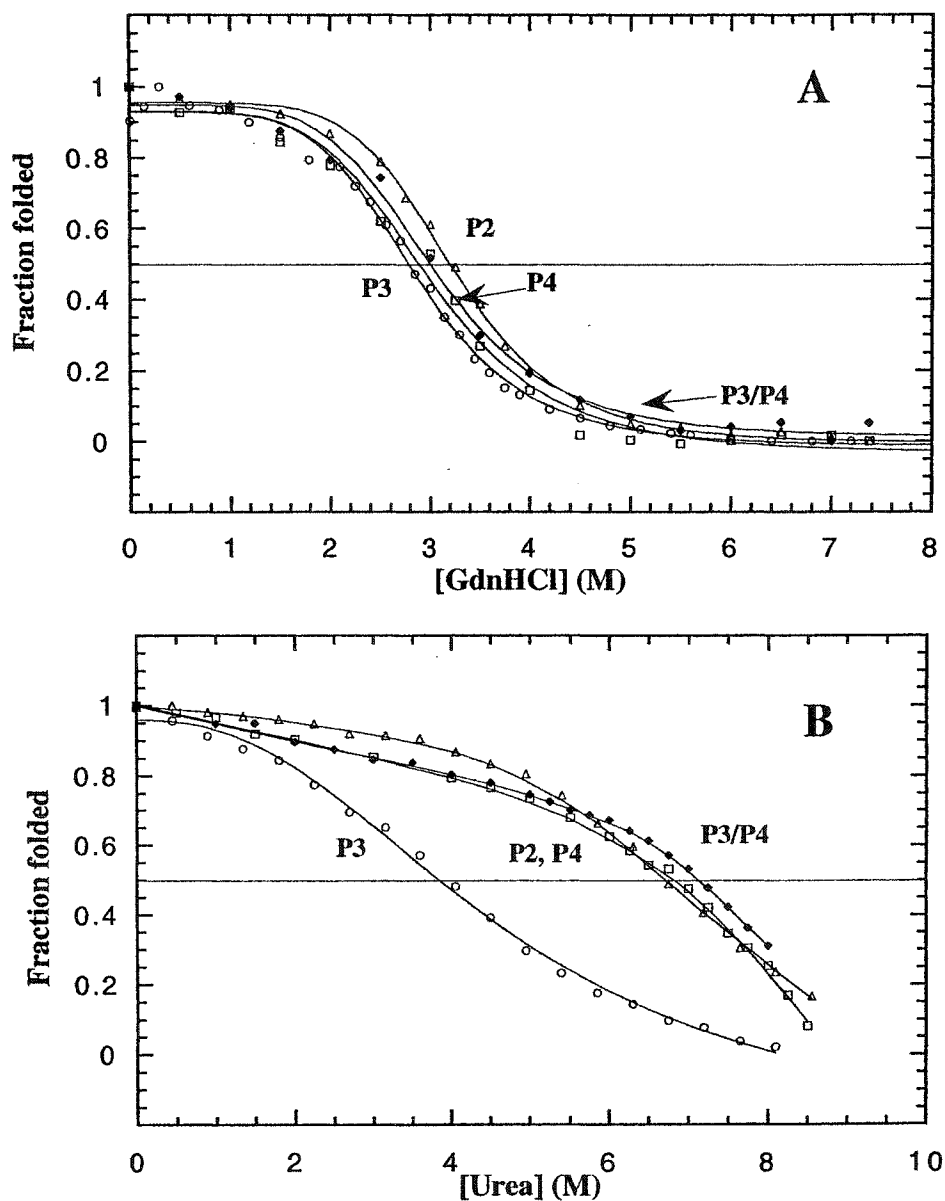 A
1
0.8
0.6
0.4
0.2
0
Fraction folded
P2
P3
P4
P3/P4
0 1 2 3 4 5 6 7 8
[GdnHCl] (M)
B
1
0.8
0.6
0.4
0.2
0
Fraction folded
P3
P2, P4
P3/P4
0 2 4 6 8 10
[Urea] (M)